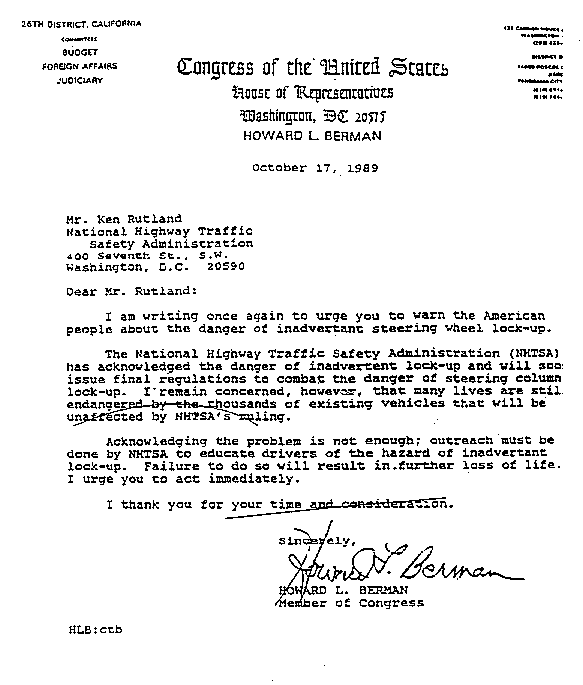 26TH DISTRICT, CALIFORNIA
COMMITTEES
BUDGET
FOREIGN AFFAIRS
JUDICIARY
Congress of the United States
House of Representatives
Washington, DC 20515
HOWARD L. BERMAN
October 17, 1989
Mr. Ken Rutland
National Highway Traffic
Safety Administration
400 Seventh St., S.W.
Washington, D.C. 20590
Dear Mr. Rutland:
I am writing once again to urge you to warn the American
people about the danger of inadvertent steering wheel lock-up.
The National Highway Traffic Safety Administration (NHTSA)
has acknowledged the danger of inadvertent lock-up and will soo
issue final regulations to combat the danger of steering column
lock-up. I remain concerned, however, that many lives are stil
endangered by the thousands of existing vehicles that will be
unaffected by NHTSA's ruling.
Acknowledging the problem is not enough; outreach must be
done by NHTSA to educate drivers of the hazard of inadvertent
lock-up. Failure to do so will result in further loss of life.
I urge you to act immediately.
I thank you for your time and consideration.
Sincerely,
Howard L. Berman
HOWARD L. BERMAN
Member of Congress
HLB:ctb